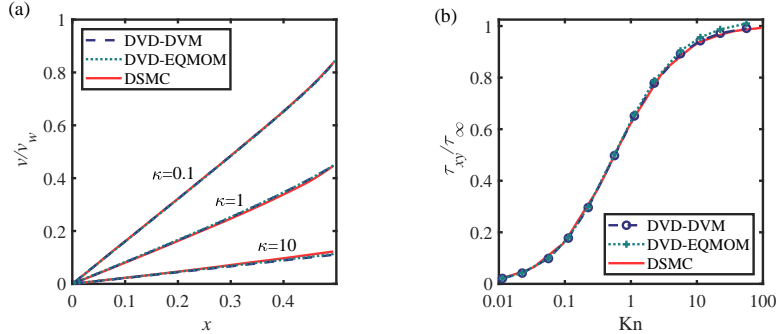 (a)
1
0.8
0.6
0.4
0.2
0
v/v_w
DVD-DVM
DVD-EQMOM
DSMC
κ=0.1
κ=1
κ=10
0 0.1 0.2 0.3 0.4
x
(b)
1
0.8
0.6
0.4
0.2
0
τ_xy/τ_∞
DVD-DVM
DVD-EQMOM
DSMC
0.01 0.1 1 10 100
Kn